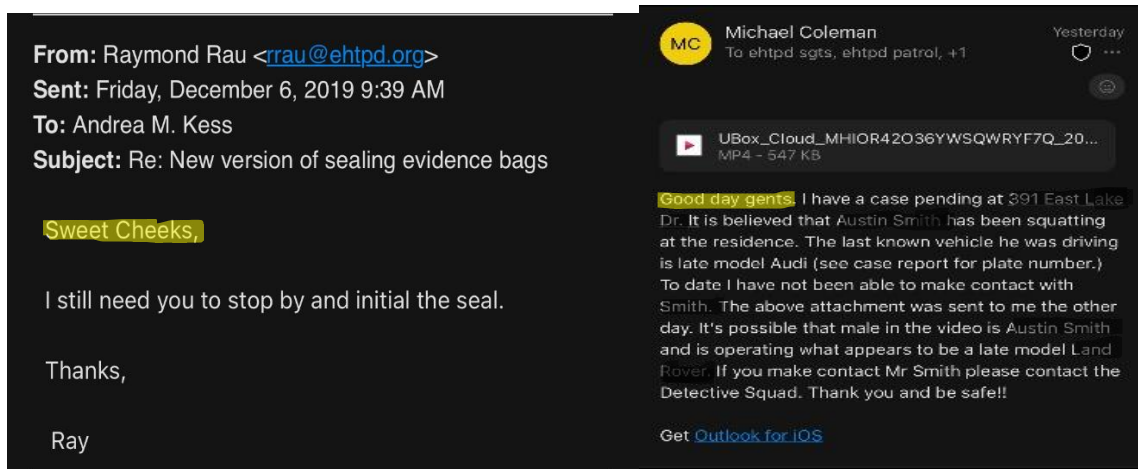 From: Raymond Rau <rrau@ehtpd.org>
Sent: Friday, December 6, 2019 9:39 AM
To: Andrea M. Kess
Subject: Re: New version of sealing evidence bags
Sweet Cheeks,
I still need you to stop by and initial the seal.
Thanks,
Ray
MC
Michael Coleman
Yesterday
To ehtpd sgts, ehtpd patrol, +1
UBox_Cloud_MHIOR42O36YWSQWRYF7Q_20...
MP4 - 547 KB
Good day gents. I have a case pending at 391 East Lake
Dr. It is believed that Austin Smith has been squatting
at the residence. The last known vehicle he was driving
is late model Audi (see case report for plate number.)
To date I have not been able to make contact with
Smith. The above attachment was sent to me the other
day. It's possible that male in the video is Austin Smith
and is operating what appears to be a late model Land
Rover. If you make contact Mr Smith please contact the
Detective Squad. Thank you and be safe!!
Get Outlook for iOS